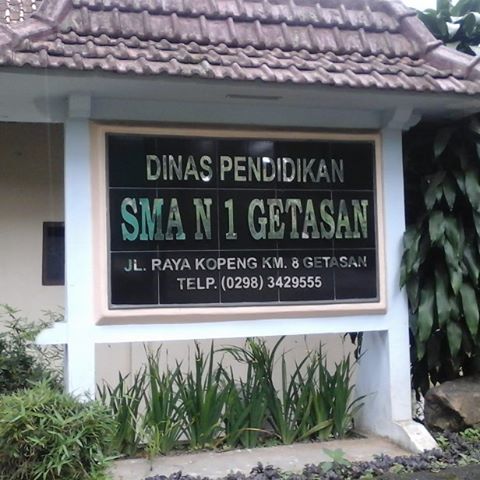 DINAS PENDIDIKAN
SMA N 1 GETASAN
JL. RAYA KOPENG KM. 8 GETASAN
TELP. (0298) 3429555